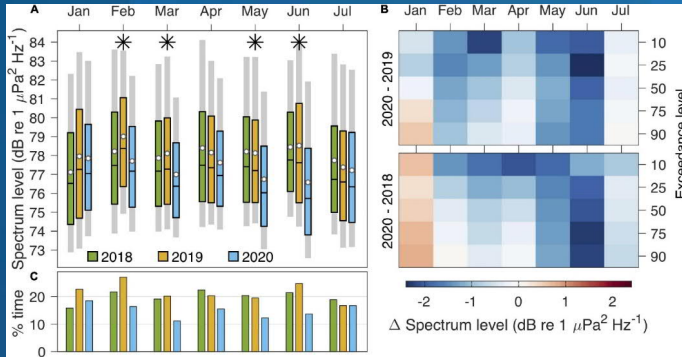 A
Jan Feb Mar Apr May Jun Jul
Spectrum level (dB re 1 µPa² Hz⁻¹)
84
83
82
81
80
79
78
77
76
75
74
73
2018 2019 2020
B
Jan Feb Mar Apr May Jun Jul
2020 - 2019
10
25
50
75
90
2020 - 2018
10
25
50
75
90
Exceedance level
-2 -1 0 1 2
Δ Spectrum level (dB re 1 µPa² Hz⁻¹)
C
% time
20
10
0